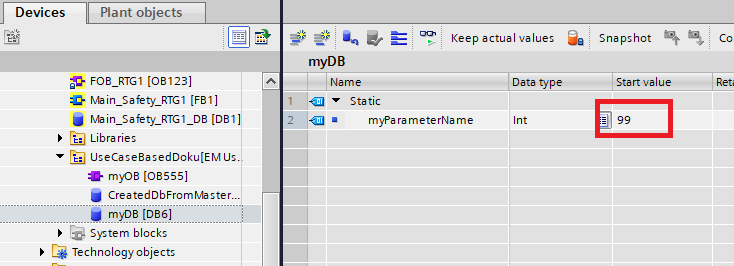 Devices
Plant objects
FOB_RTG1 [OB123]
Main_Safety_RTG1 [FB1]
Main_Safety_RTG1_DB [DB1]
Libraries
UseCaseBasedDoku[EM Us...
myOB [OB555]
CreatedDbFromMaster...
myDB [DB6]
System blocks
Technology objects
Keep actual values
Snapshot
Co
myDB
Name
Data type
Start value
Reta
1
Static
2
myParameterName
Int
99